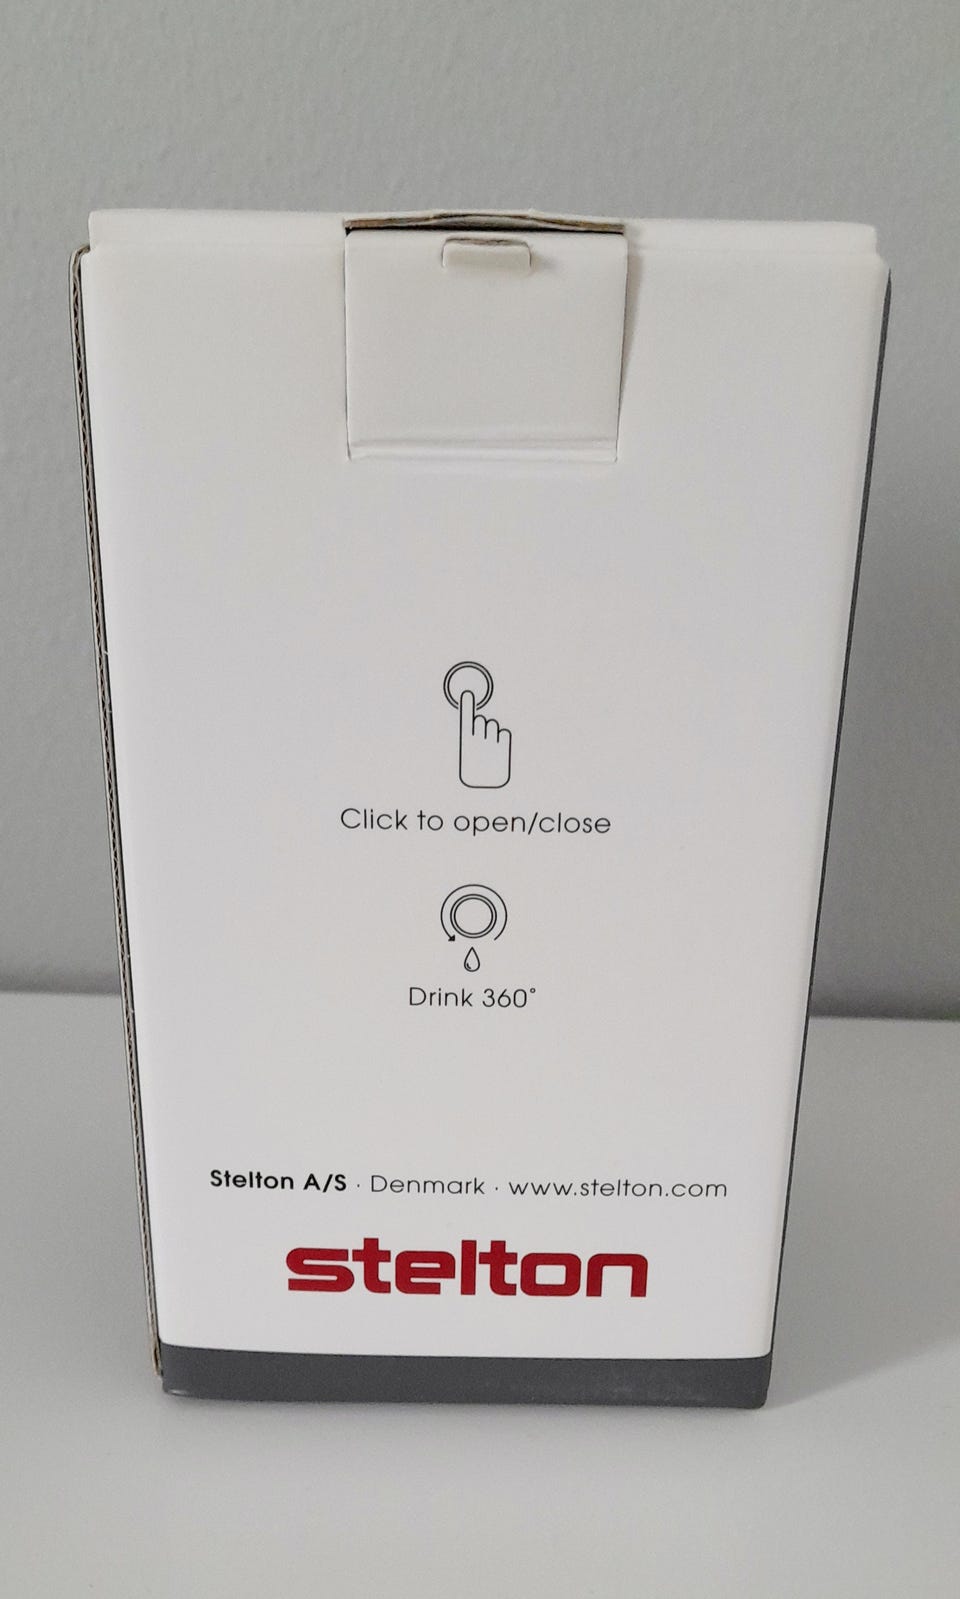 Click to open/close
Drink 360°
Stelton A/S · Denmark · www.stelton.com
stelton